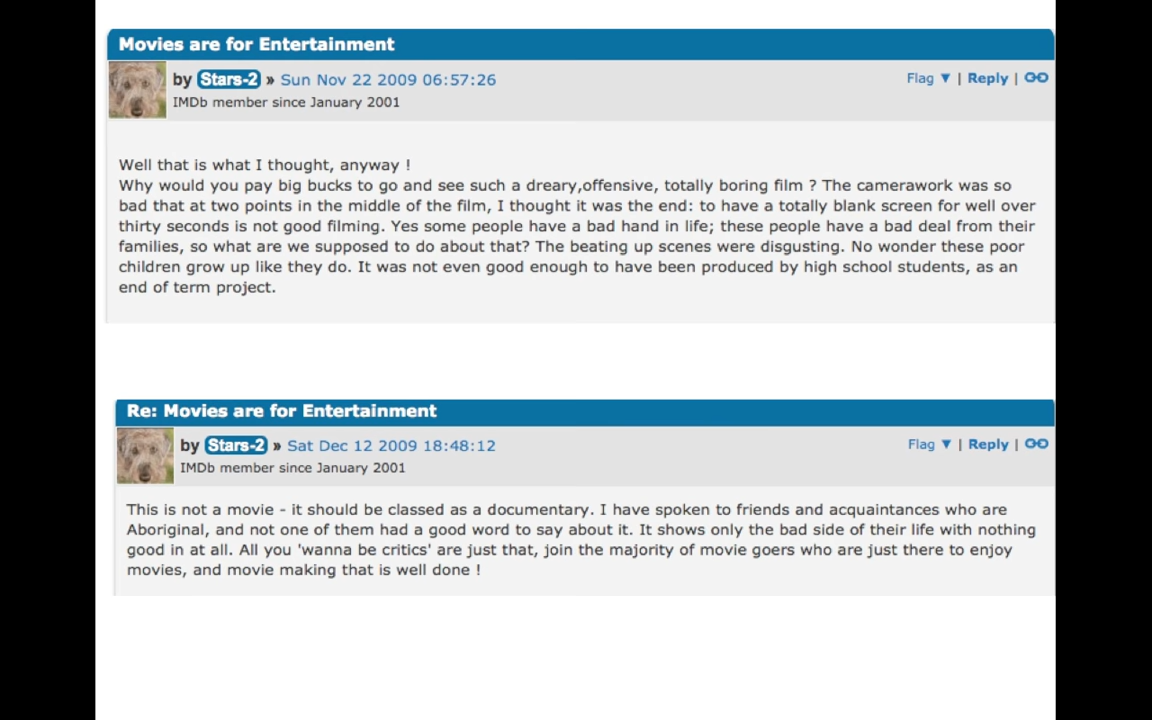 Movies are for Entertainment
by Stars-2 » Sun Nov 22 2009 06:57:26
Flag ▼ | Reply |
IMDb member since January 2001
Well that is what I thought, anyway !
Why would you pay big bucks to go and see such a dreary,offensive, totally boring film ? The camerawork was so
bad that at two points in the middle of the film, I thought it was the end: to have a totally blank screen for well over
thirty seconds is not good filming. Yes some people have a bad hand in life; these people have a bad deal from their
families, so what are we supposed to do about that? The beating up scenes were disgusting. No wonder these poor
children grow up like they do. It was not even good enough to have been produced by high school students, as an
end of term project.
Re: Movies are for Entertainment
by Stars-2 » Sat Dec 12 2009 18:48:12
Flag ▼ | Reply |
IMDb member since January 2001
This is not a movie - it should be classed as a documentary. I have spoken to friends and acquaintances who are
Aboriginal, and not one of them had a good word to say about it. It shows only the bad side of their life with nothing
good in at all. All you 'wanna be critics' are just that, join the majority of movie goers who are just there to enjoy
movies, and movie making that is well done !